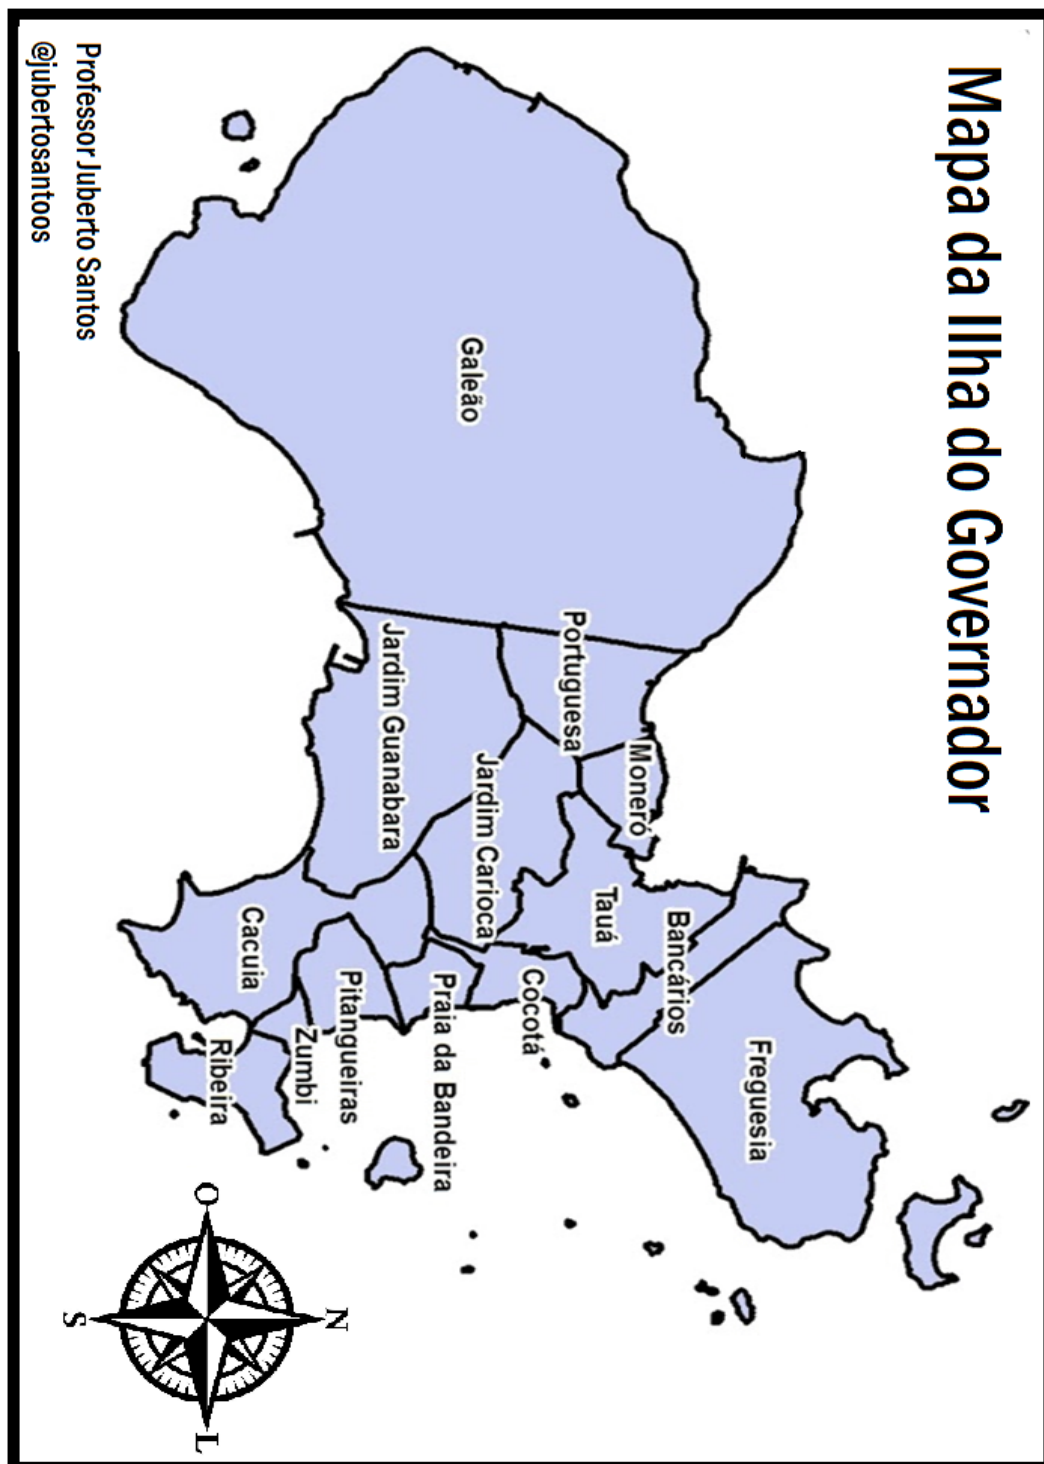 Mapa da Ilha do Governador
Galeão
Portuguesa
Moneró
Jardim Guanabara
Jardim Carioca
Tauá
Bancários
Freguesia
Cacuia
Pitangueiras
Praia da Bandeira
Cocotá
Zumbi
Ribeira
N
O
L
S
Professor Juberto Santos
@jubertosantoos